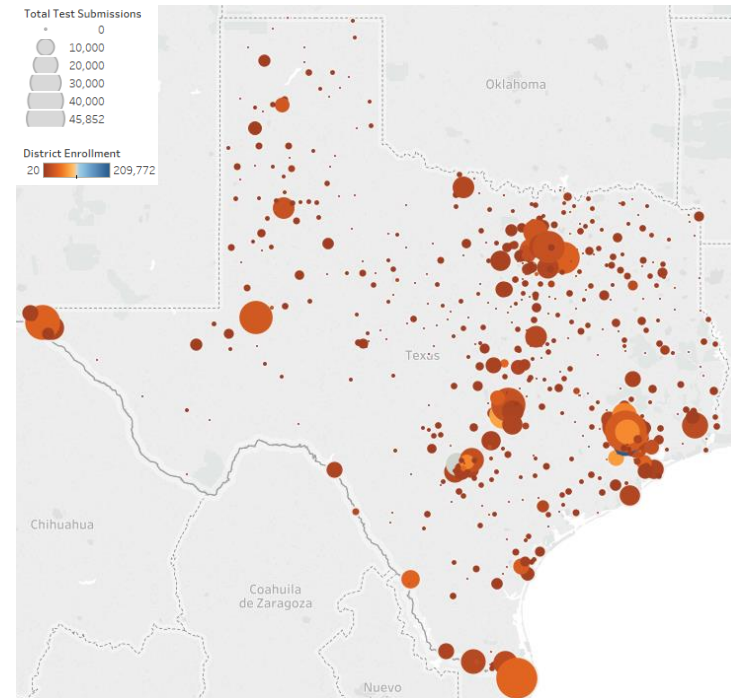 Total Test Submissions
0
10,000
20,000
30,000
40,000
45,852
District Enrollment
20 209,772
Oklahoma
Texas
Chihuahua
Coahuila
de Zaragoza
Nuevo